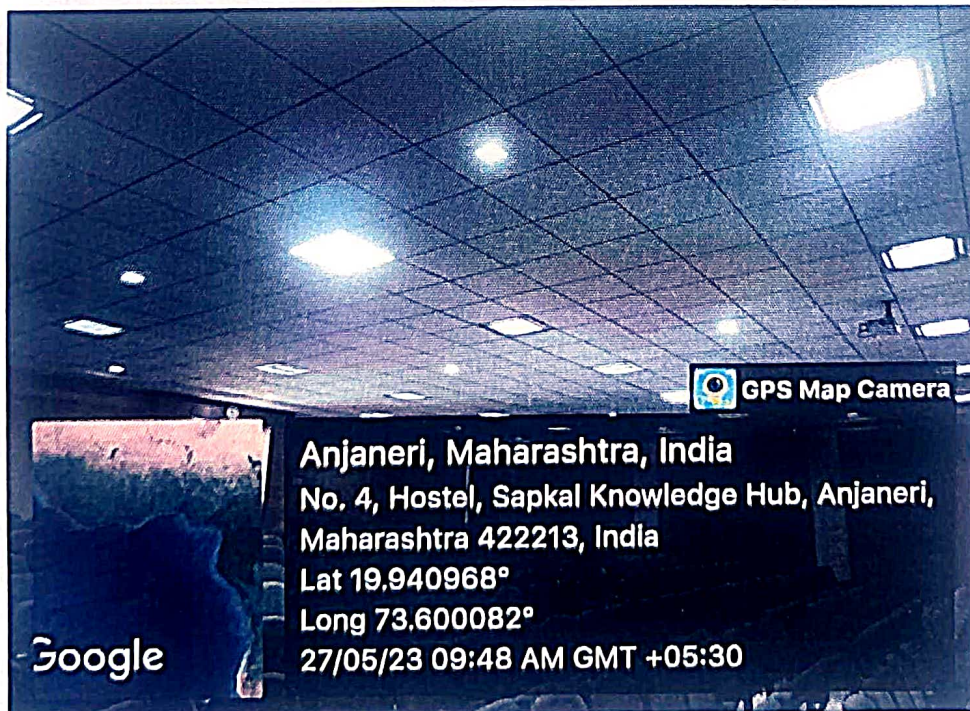 GPS Map Camera
Anjaneri, Maharashtra, India
No. 4, Hostel, Sapkal Knowledge Hub, Anjaneri,
Maharashtra 422213, India
Lat 19.940968°
Long 73.600082°
27/05/23 09:48 AM GMT +05:30
Google